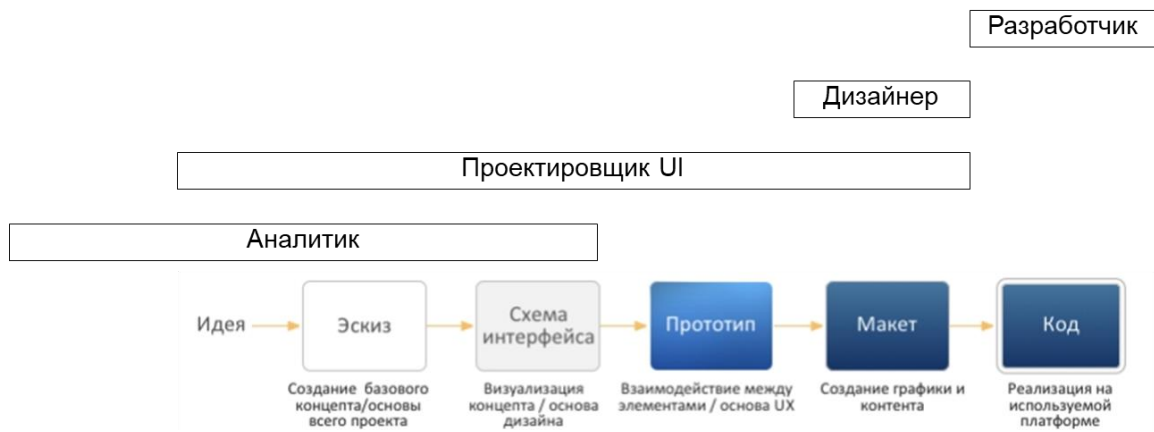 Разработчик
Дизайнер
Проектировщик UI
Аналитик
Идея
Эскиз
Схема
интерфейса
Прототип
Макет
Код
Создание базового
концепта/основы
всего проекта
Визуализация
концепта / основа
дизайна
Взаимодействие между
элементами / основа UX
Создание графики и
контента
Реализация на
используемой
платформе